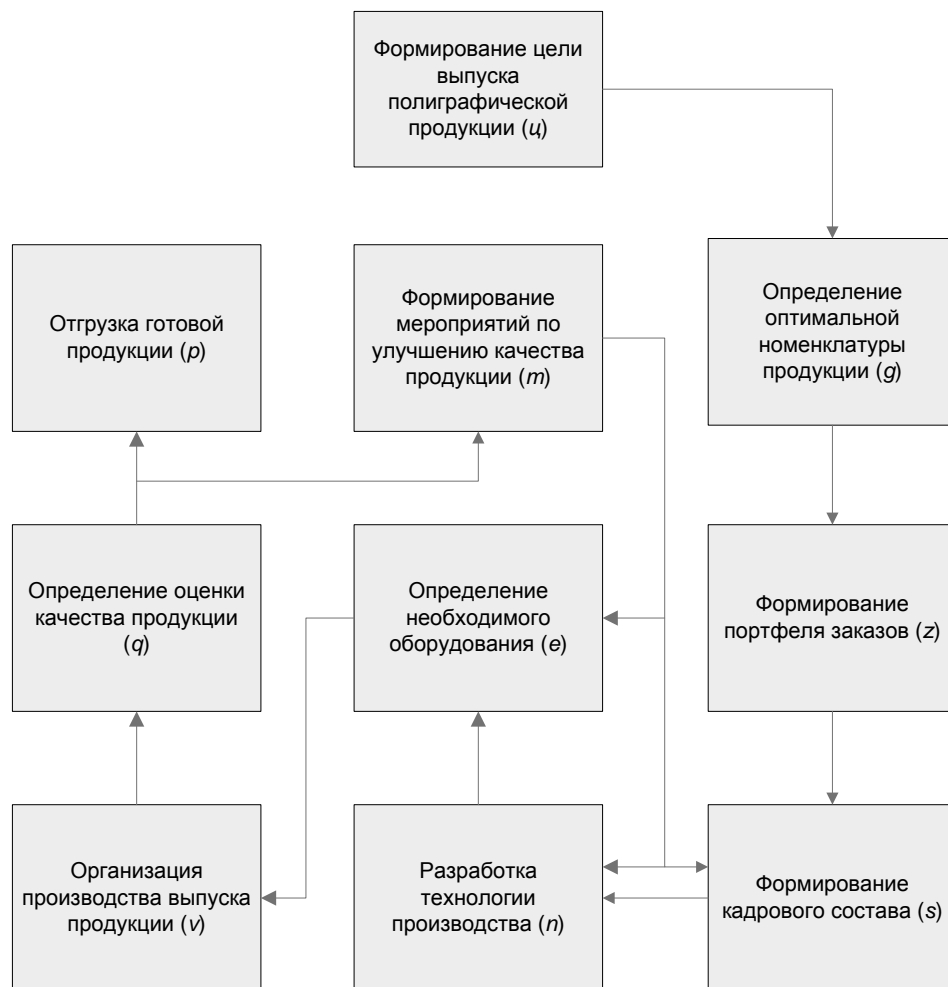 Формирование цели
выпуска
полиграфической
продукции (ц)
Отгрузка готовой
продукции (p)
Формирование
мероприятий по
улучшению качества
продукции (m)
Определение
оптимальной
номенклатуры
продукции (g)
Определение оценки
качества продукции
(q)
Определение
необходимого
оборудования (e)
Формирование
портфеля заказов (z)
Организация
производства выпуска
продукции (v)
Разработка
технологии
производства (n)
Формирование
кадрового состава (s)